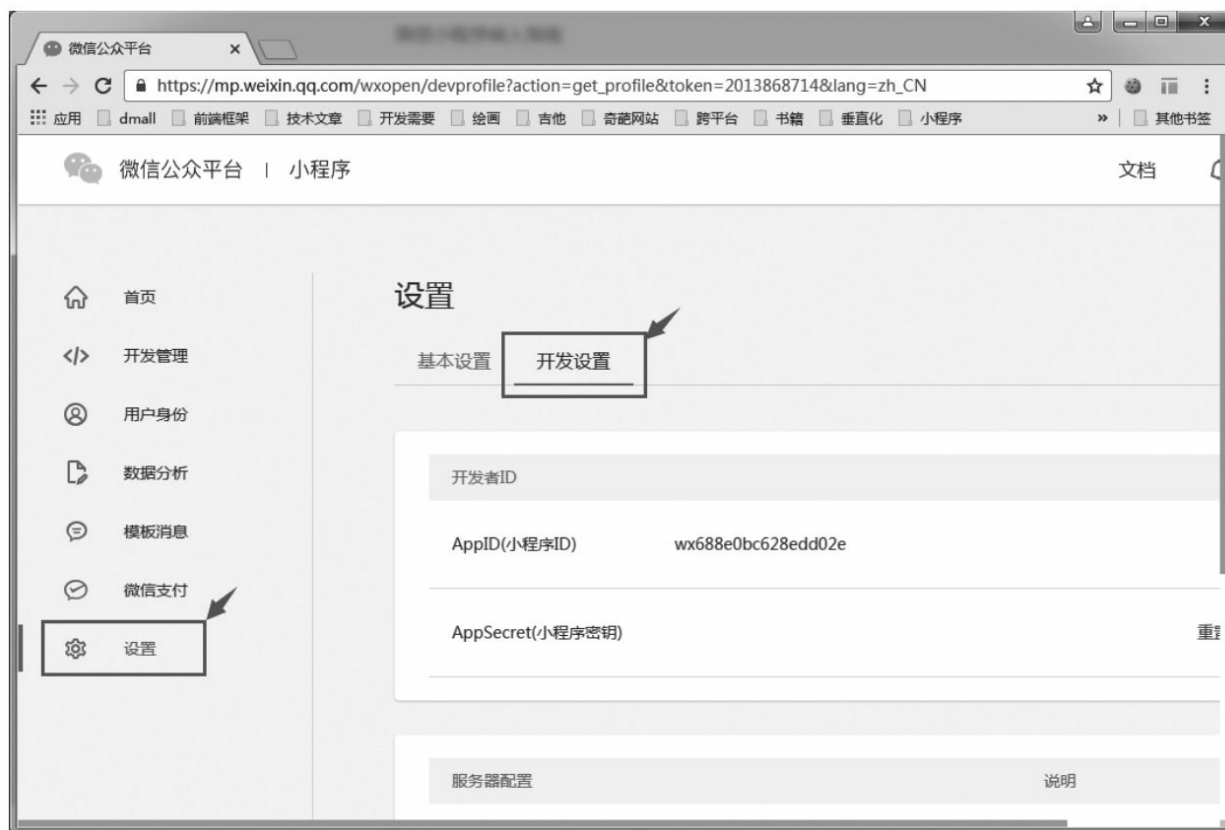 微信公众平台
https://mp.weixin.qq.com/wxopen/devprofile?action=get_profile&token=2013868714&lang=zh_CN
应用 dmall 前端框架 技术文章 开发需要 绘画 吉他 奇葩网站 跨平台 书籍 垂直化 小程序 » 其他书签
微信公众平台 | 小程序 文档
首页
开发管理
用户身份
数据分析
模板消息
微信支付
设置
设置
基本设置 开发设置
开发者ID
AppID(小程序ID) wx688e0bc628edd02e
AppSecret(小程序密钥) 重
服务器配置 说明